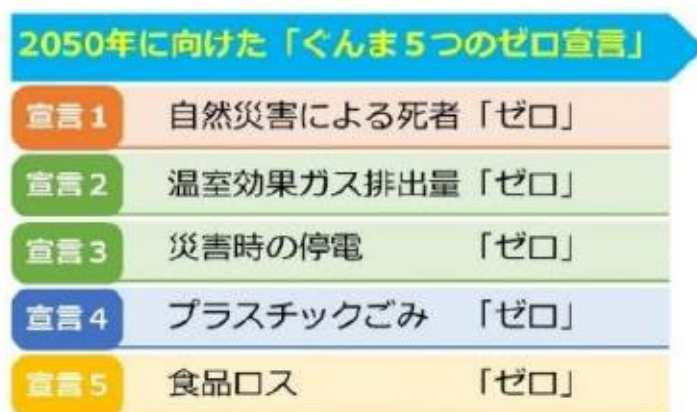 2050年に向けた「ぐんま５つのゼロ宣言」
宣言１ 自然災害による死者「ゼロ」
宣言２ 温室効果ガス排出量「ゼロ」
宣言３ 災害時の停電 「ゼロ」
宣言４ プラスチックごみ 「ゼロ」
宣言５ 食品ロス 「ゼロ」